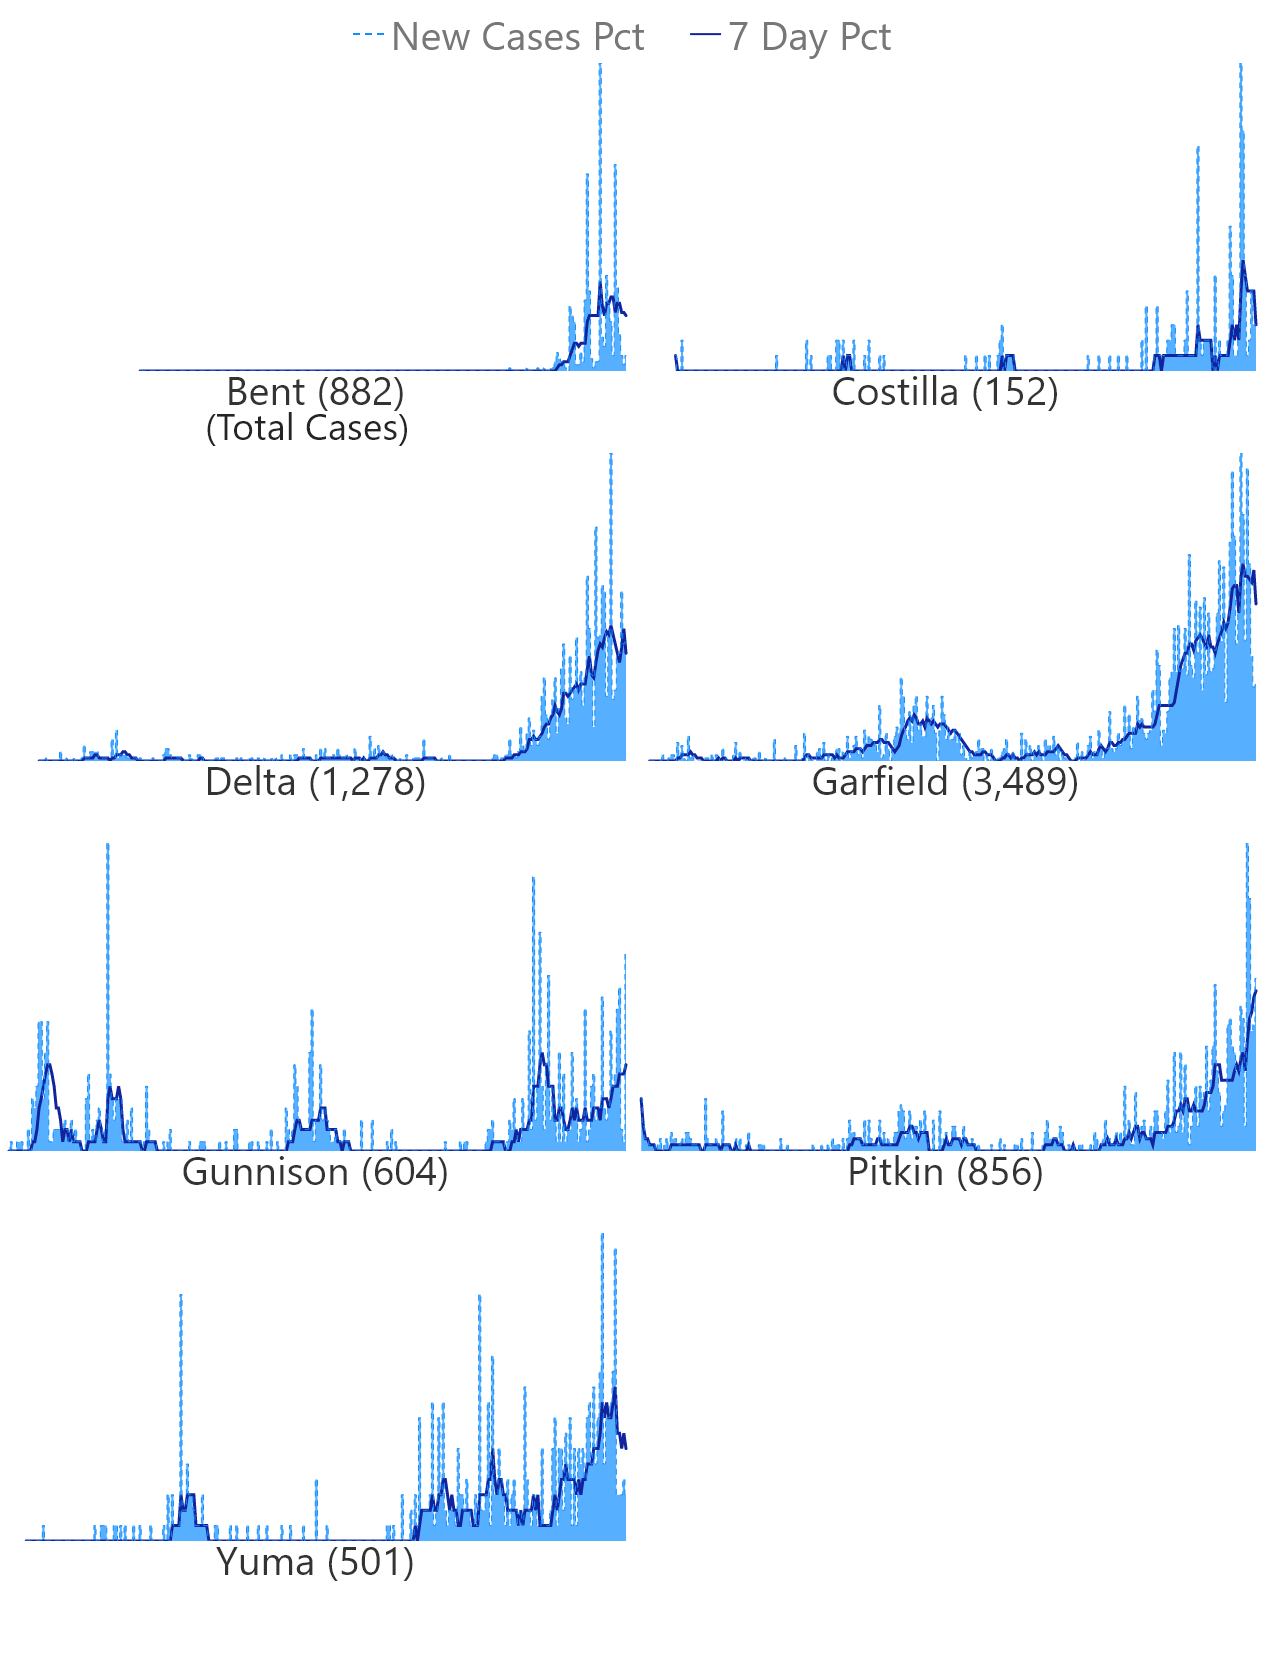 New Cases Pct 7 Day Pct
Bent (882)
(Total Cases)
Costilla (152)
Delta (1,278)
Garfield (3,489)
Gunnison (604)
Pitkin (856)
Yuma (501)